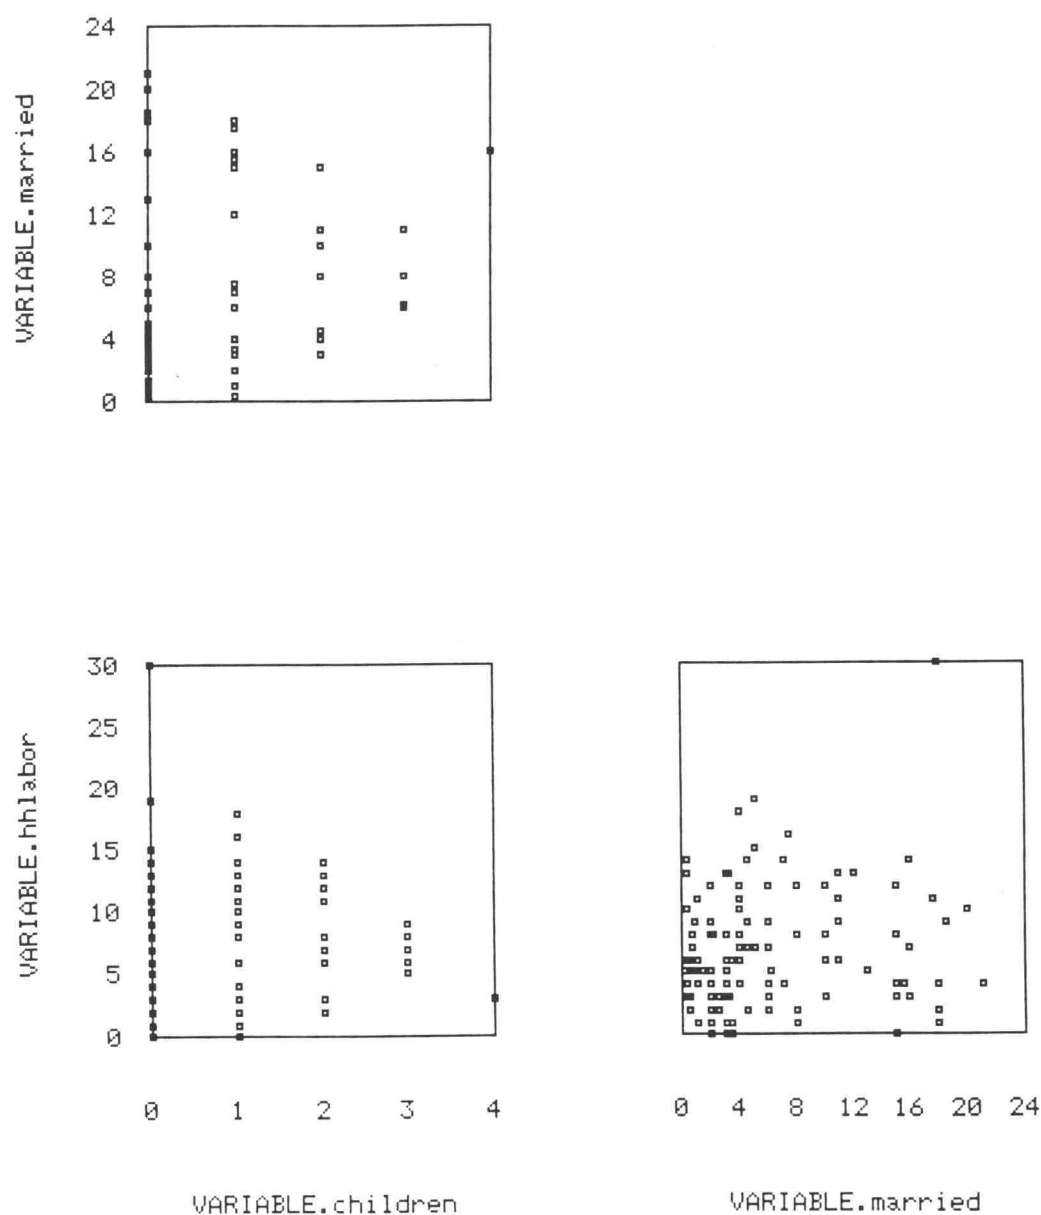 24
20
16
12
8
4
0
VARIABLE.married
30
25
20
15
10
5
0
VARIABLE.hhlabor
0 1 2 3 4
0 4 8 12 16 20 24
VARIABLE.children
VARIABLE.married